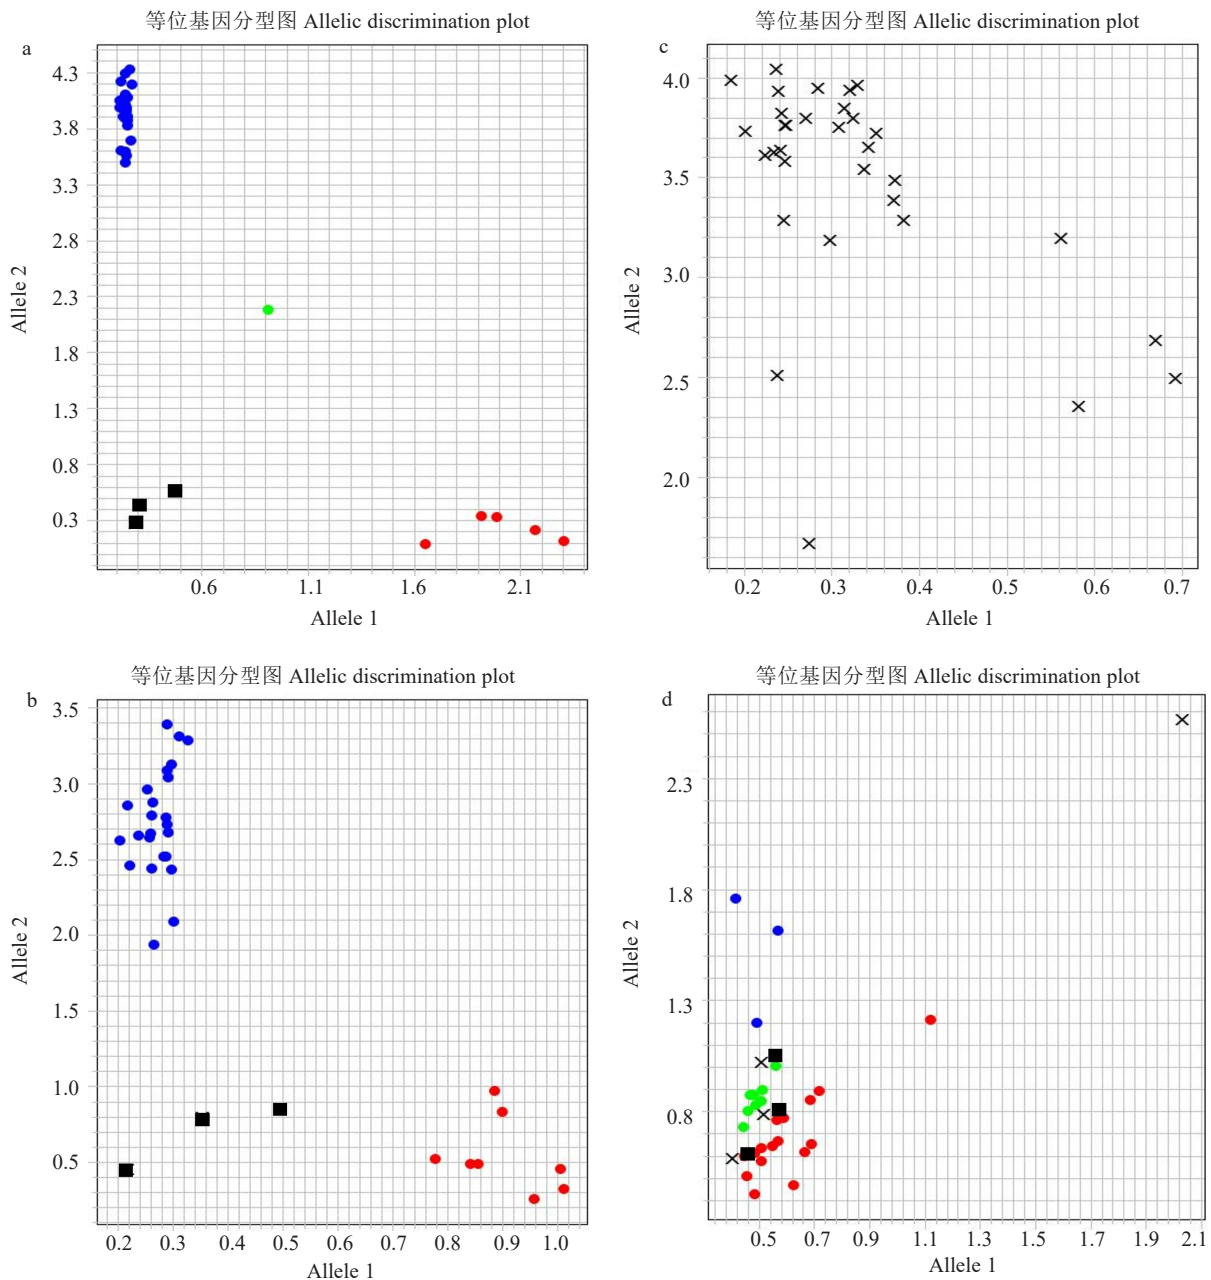 等位基因分型图 Allelic discrimination plot
a
4.3
3.8
3.3
2.8
2.3
1.8
1.3
0.8
0.3
Allele 2
0.6 1.1 1.6 2.1
Allele 1
等位基因分型图 Allelic discrimination plot
c
4.0
3.5
3.0
2.5
2.0
Allele 2
0.2 0.3 0.4 0.5 0.6 0.7
Allele 1
等位基因分型图 Allelic discrimination plot
b
3.5
3.0
2.5
2.0
1.5
1.0
0.5
Allele 2
0.2 0.3 0.4 0.5 0.6 0.7 0.8 0.9 1.0
Allele 1
等位基因分型图 Allelic discrimination plot
d
2.3
1.8
1.3
0.8
Allele 2
0.5 0.7 0.9 1.1 1.3 1.5 1.7 1.9 2.1
Allele 1